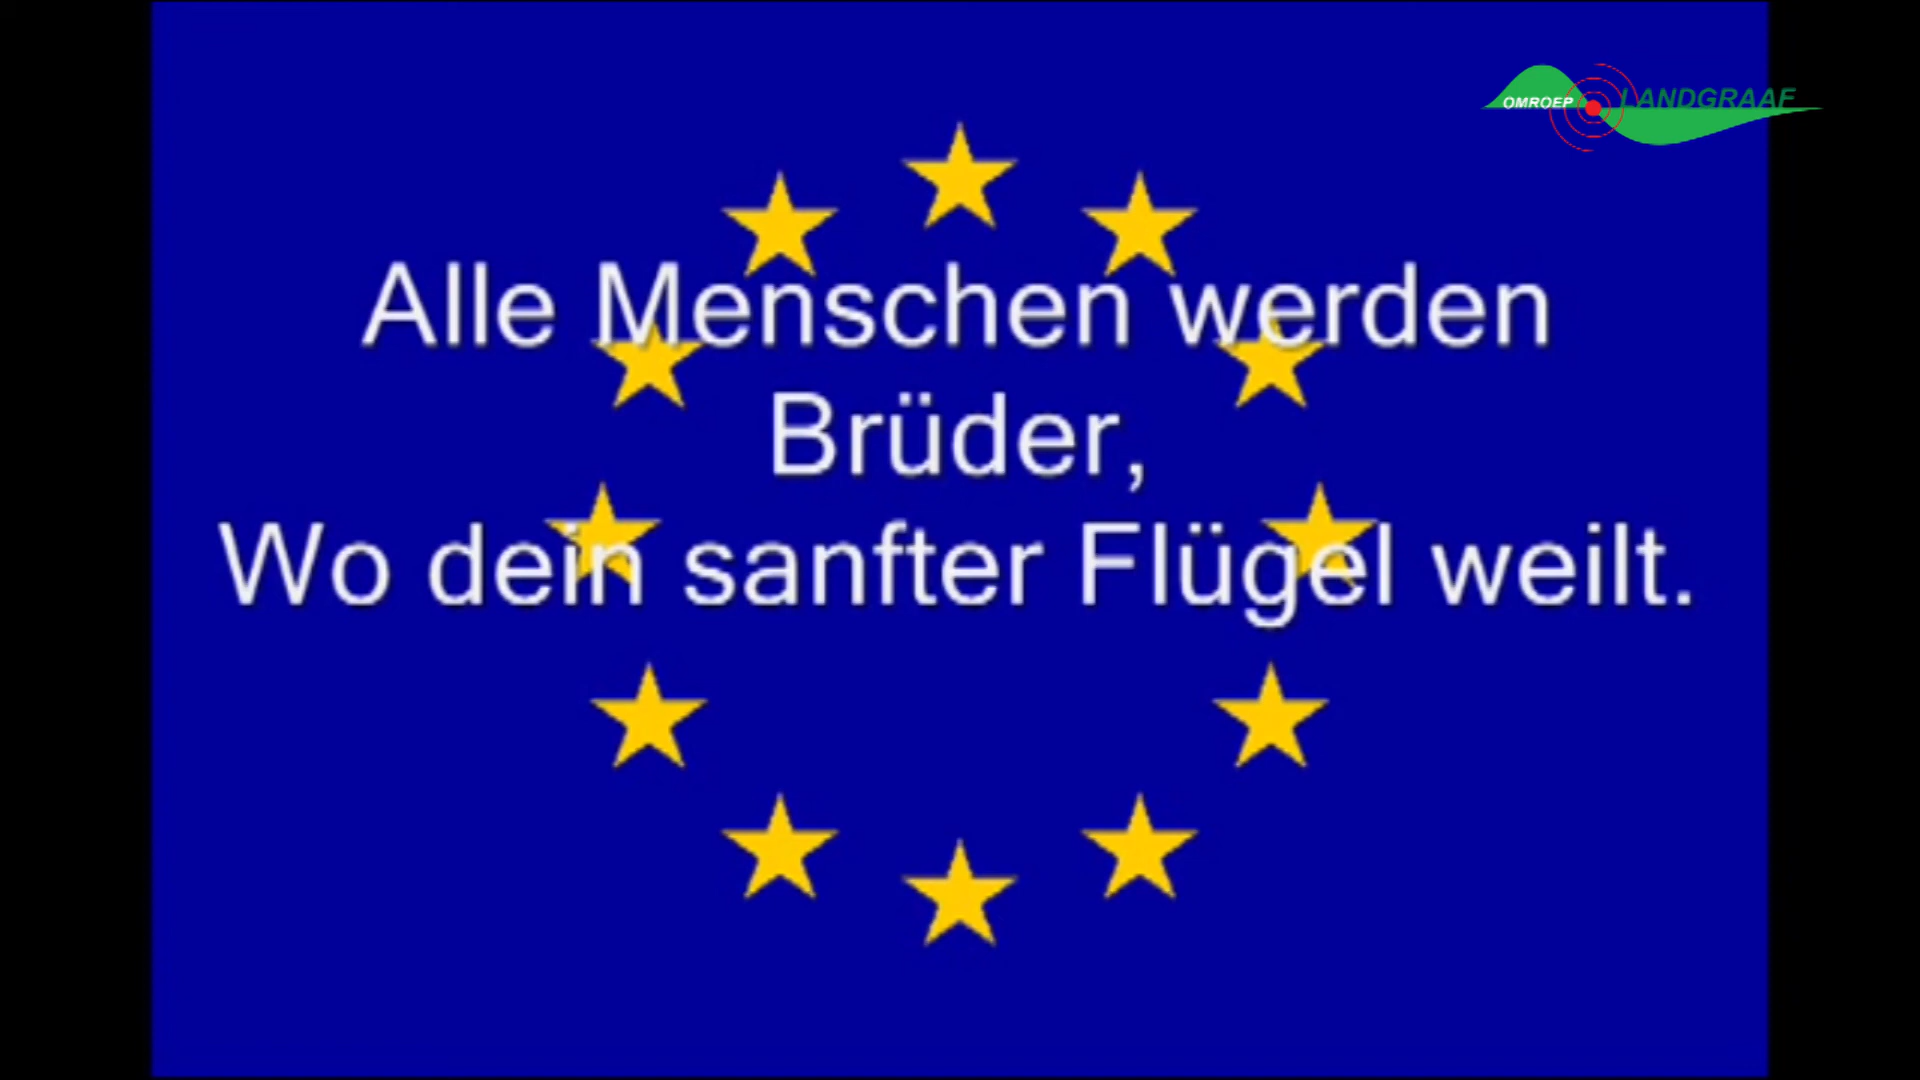 OMROEP LANDGRAAF
Alle Menschen werden
Brüder,
Wo dein sanfter Flügel weilt.